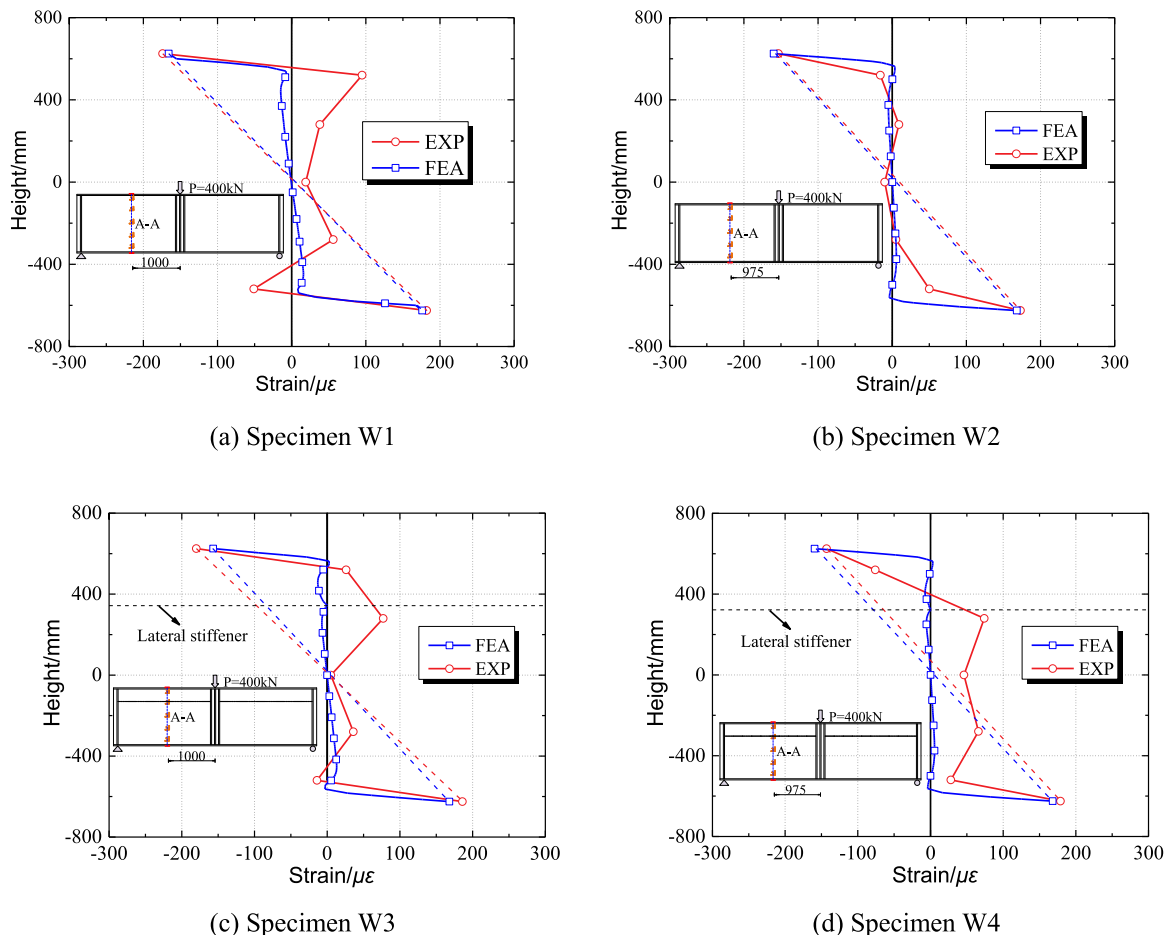 800
400
0
-400
-800
Height/mm
EXP
FEA
P=400kN
A-A
1000
-300 -200 -100 0 100 200 300
Strain/με
(a) Specimen W1
800
400
0
-400
-800
Height/mm
FEA
EXP
P=400kN
A-A
975
-300 -200 -100 0 100 200 300
Strain/με
(b) Specimen W2
800
400
0
-400
-800
Height/mm
Lateral stiffener
FEA
EXP
P=400kN
A-A
1000
-300 -200 -100 0 100 200 300
Strain/με
(c) Specimen W3
800
400
0
-400
-800
Height/mm
Lateral stiffener
FEA
EXP
P=400kN
A-A
975
-300 -200 -100 0 100 200 300
Strain/με
(d) Specimen W4